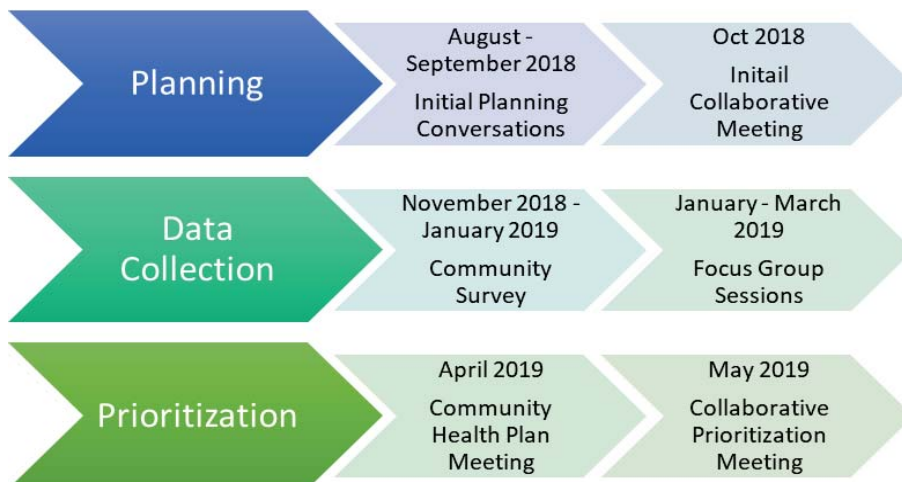 Planning
August -
September 2018
Initial Planning
Conversations
Oct 2018
Initail
Collaborative
Meeting
Data
Collection
November 2018 -
January 2019
Community
Survey
January - March
2019
Focus Group
Sessions
Prioritization
April 2019
Community
Health Plan
Meeting
May 2019
Collaborative
Prioritization
Meeting